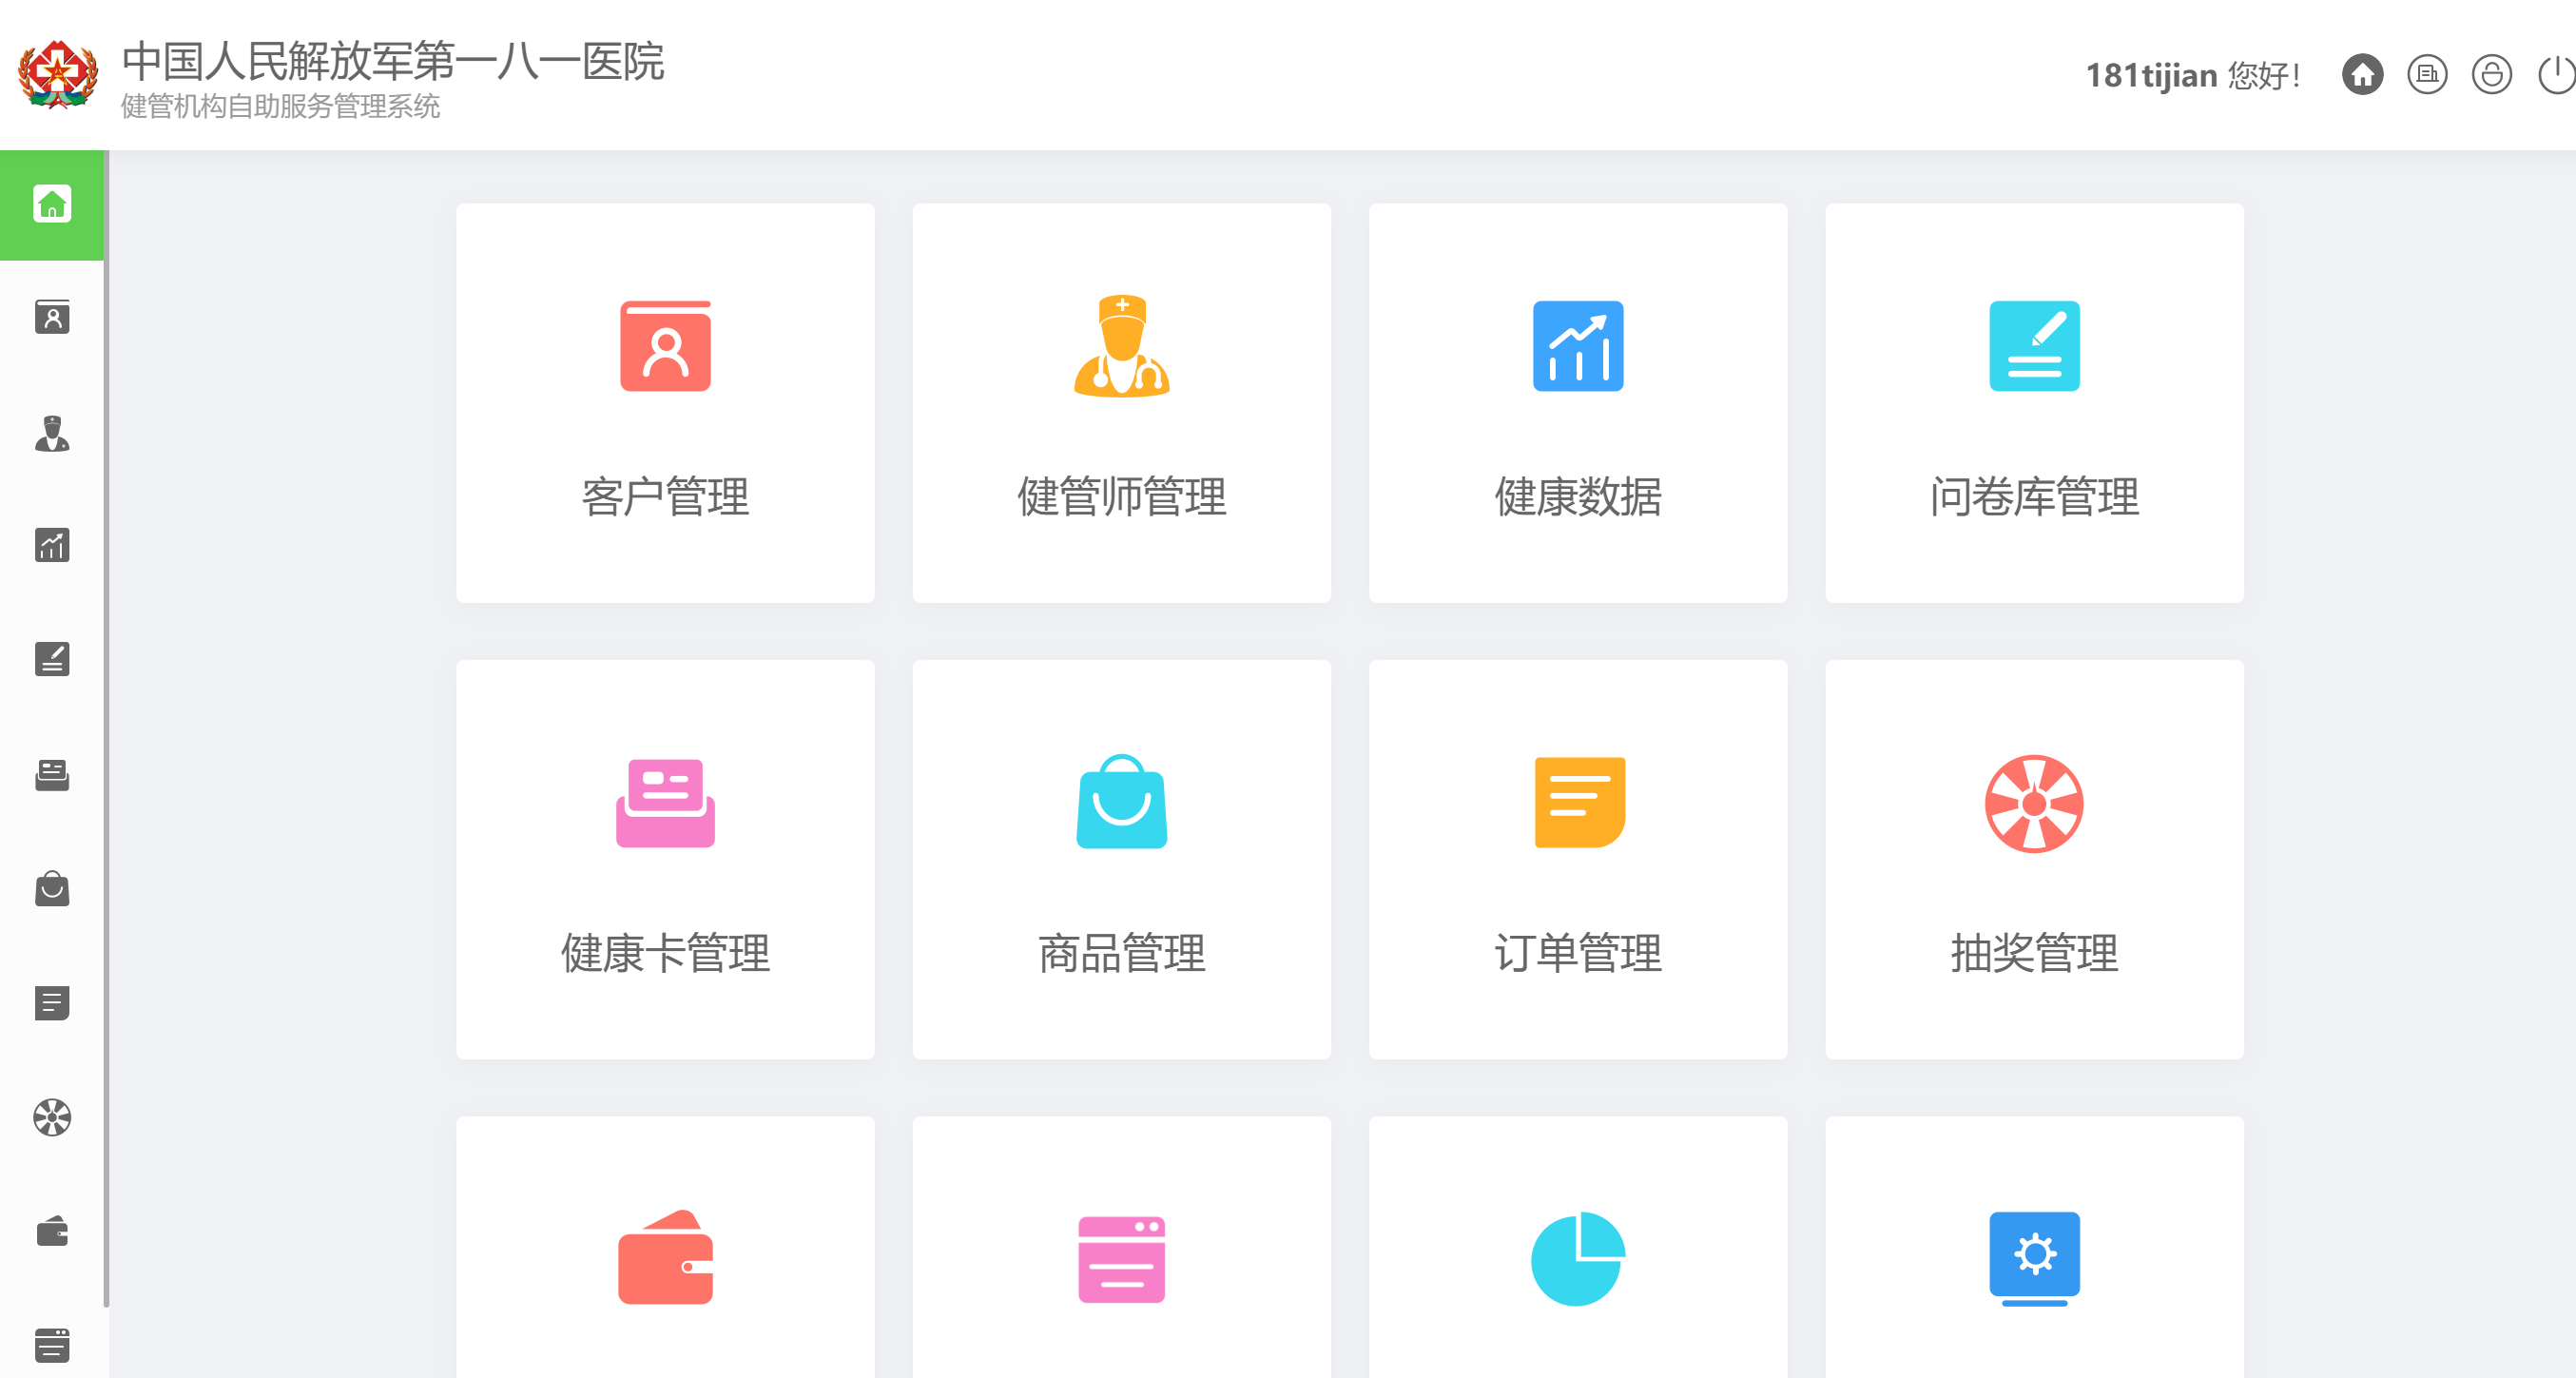 中国人民解放军第一八一医院
健管机构自助服务管理系统
181tijian 您好！
客户管理
健管师管理
健康数据
问卷库管理
健康卡管理
商品管理
订单管理
抽奖管理